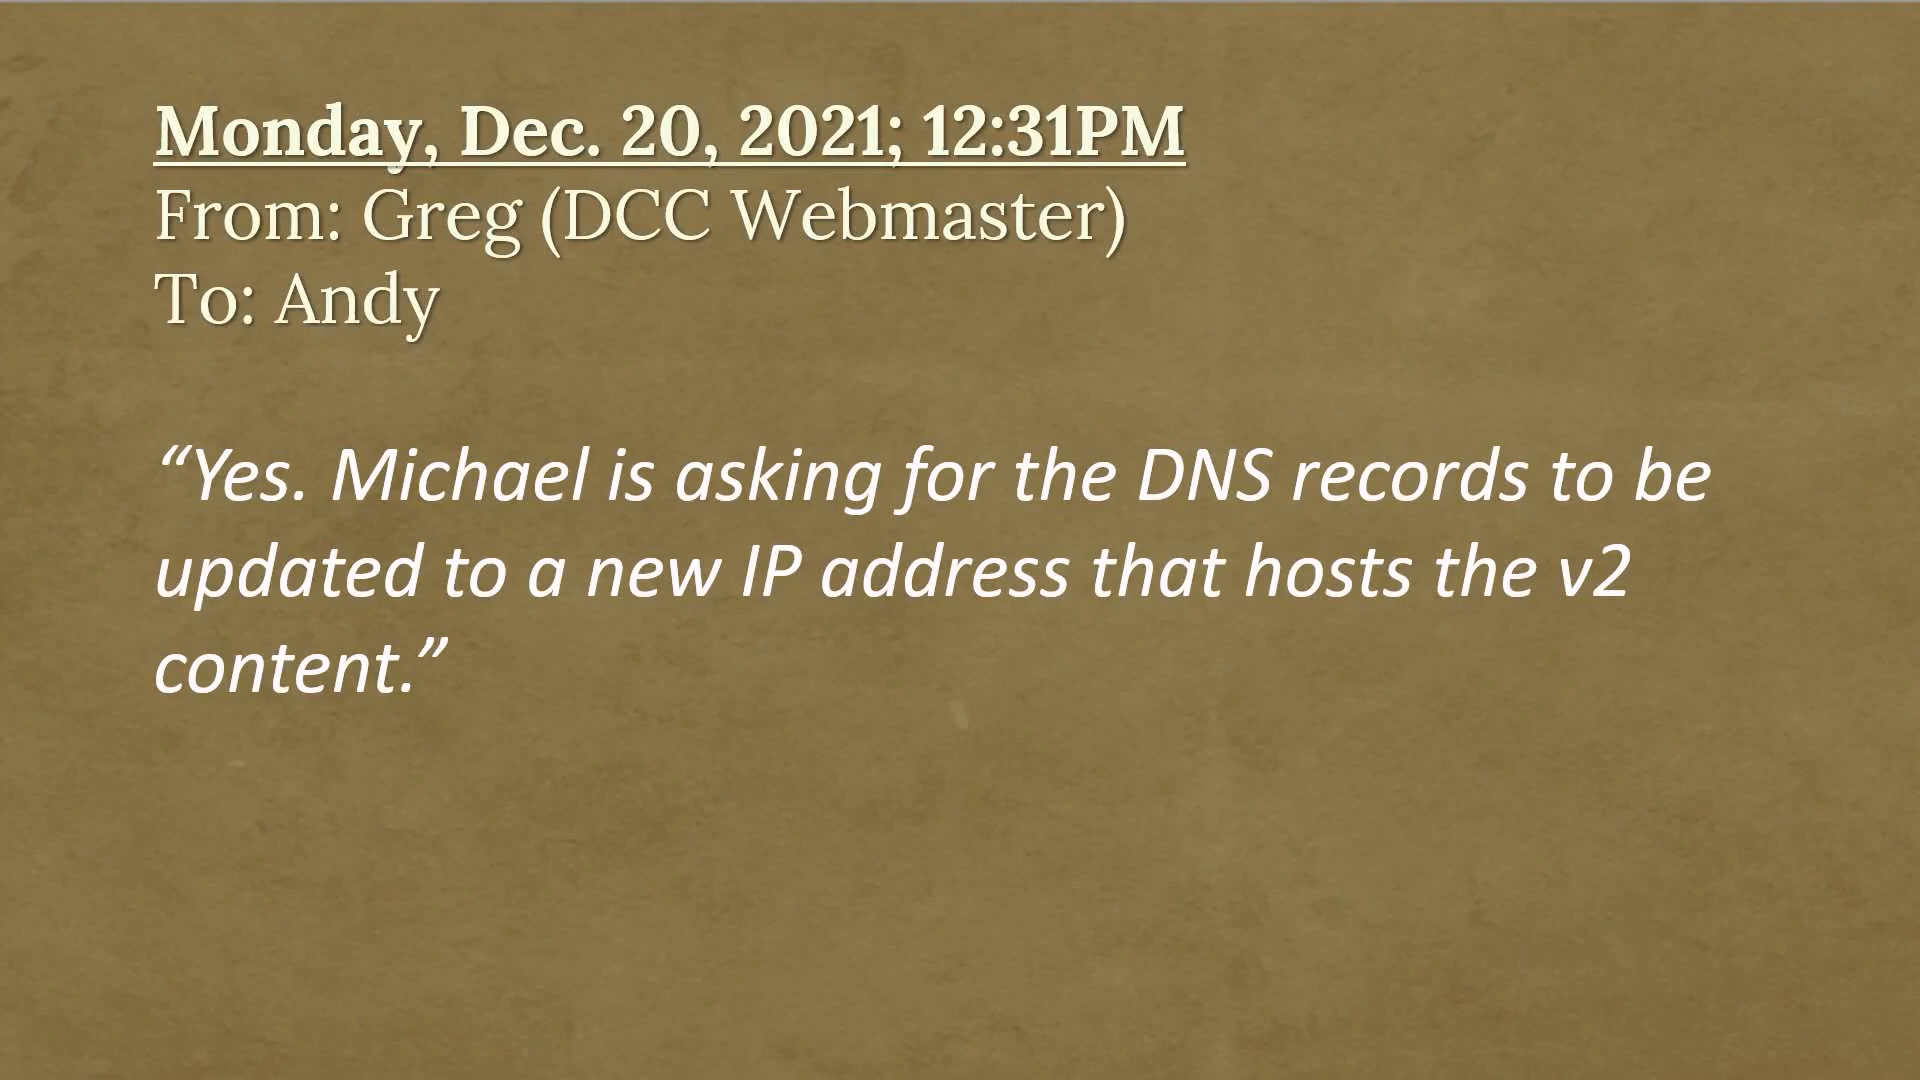 Monday, Dec. 20, 2021; 12:31PM
From: Greg (DCC Webmaster)
To: Andy
“Yes. Michael is asking for the DNS records to be
updated to a new IP address that hosts the v2
content.”